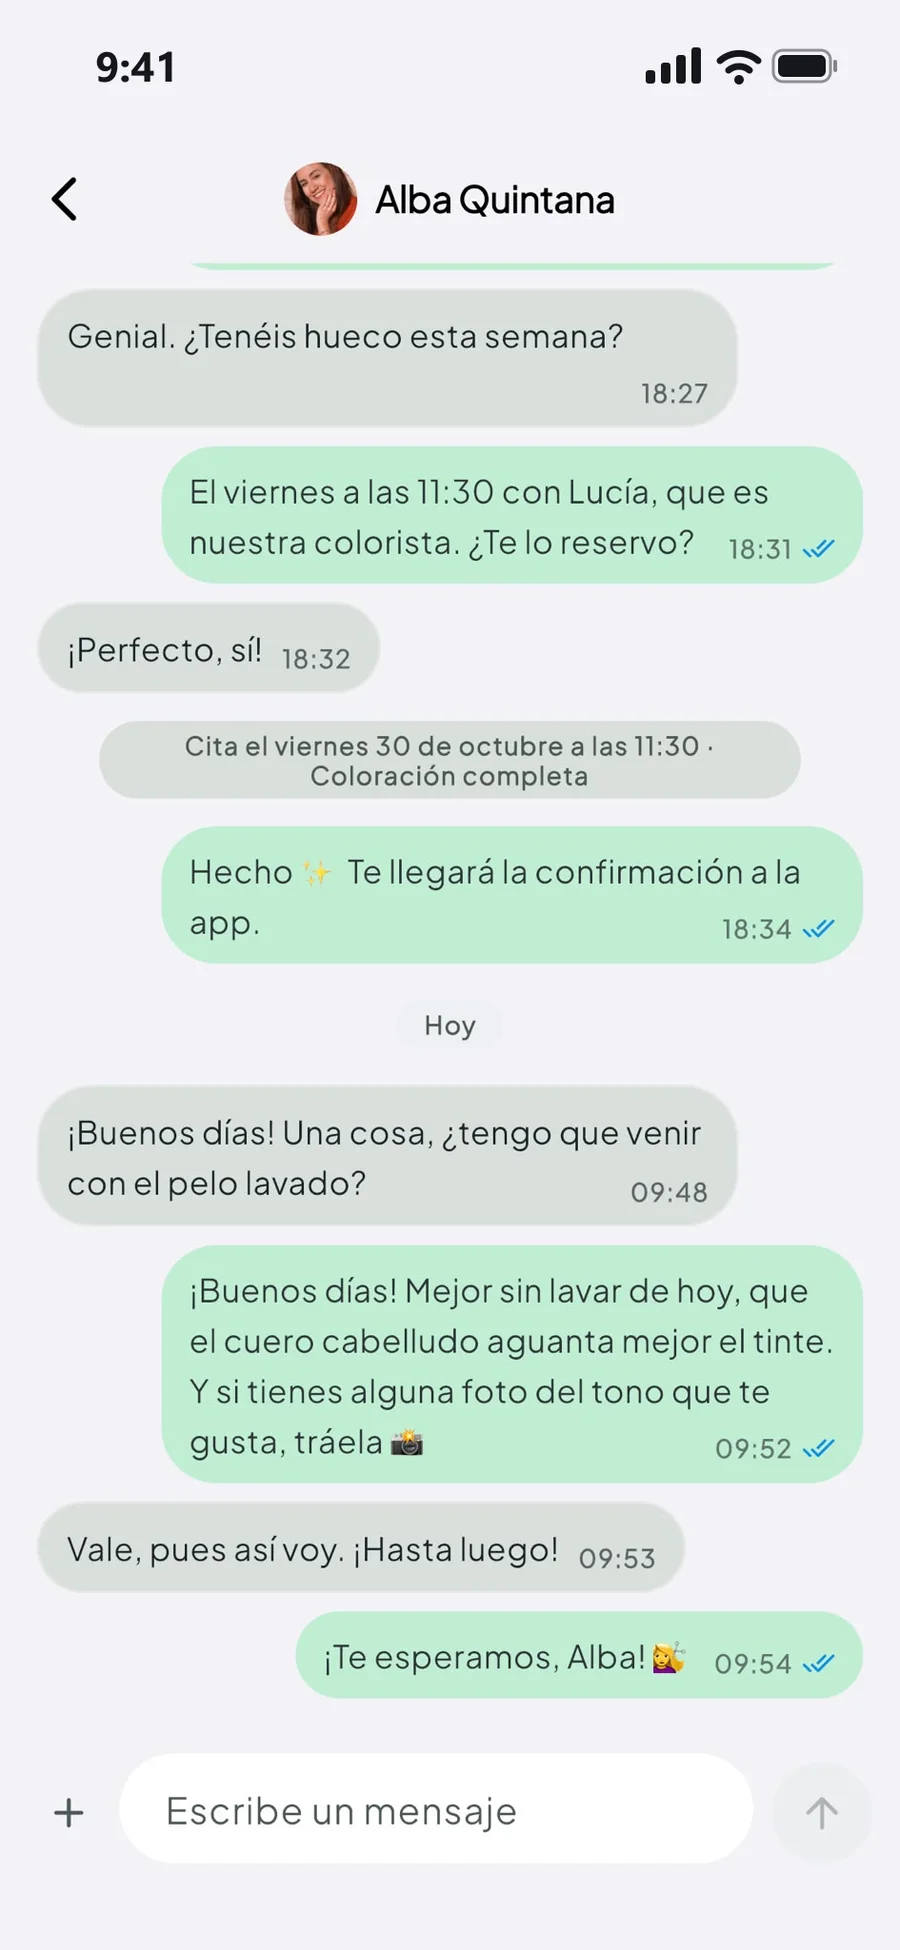 9:41
Alba Quintana
Genial. ¿Tenéis hueco esta semana?
18:27
El viernes a las 11:30 con Lucía, que es
nuestra colorista. ¿Te lo reservo? 18:31
¡Perfecto, sí! 18:32
Cita el viernes 30 de octubre a las 11:30 ·
Coloración completa
Hecho ✨ Te llegará la confirmación a la
app. 18:34
Hoy
¡Buenos días! Una cosa, ¿tengo que venir
con el pelo lavado? 09:48
¡Buenos días! Mejor sin lavar de hoy, que
el cuero cabelludo aguanta mejor el tinte.
Y si tienes alguna foto del tono que te
gusta, tráela 📸 09:52
Vale, pues así voy. ¡Hasta luego! 09:53
¡Te esperamos, Alba! 💇‍♀️ 09:54
Escribe un mensaje